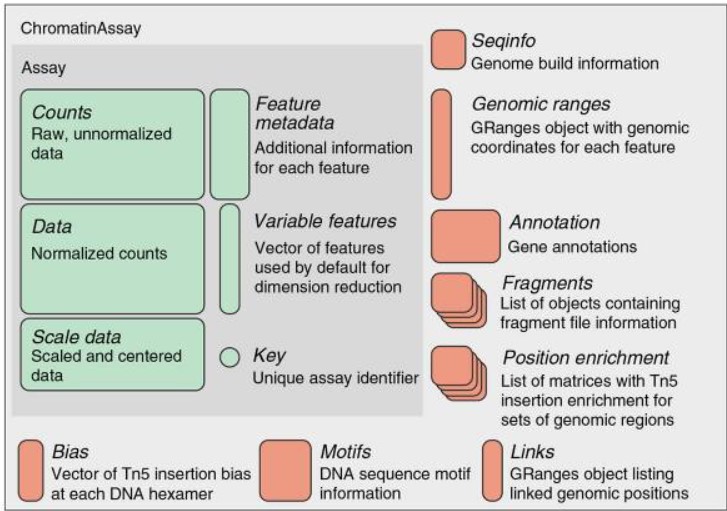 ChromatinAssay
Assay
Counts
Raw, unnormalized
data
Feature
metadata
Additional information
for each feature
Data
Normalized counts
Variable features
Vector of features
used by default for
dimension reduction
Scale data
Scaled and centered
data
Key
Unique assay identifier
Seqinfo
Genome build information
Genomic ranges
GRanges object with genomic
coordinates for each feature
Annotation
Gene annotations
Fragments
List of objects containing
fragment file information
Position enrichment
List of matrices with Tn5
insertion enrichment for
sets of genomic regions
Bias
Vector of Tn5 insertion bias
at each DNA hexamer
Motifs
DNA sequence motif
information
Links
GRanges object listing
linked genomic positions